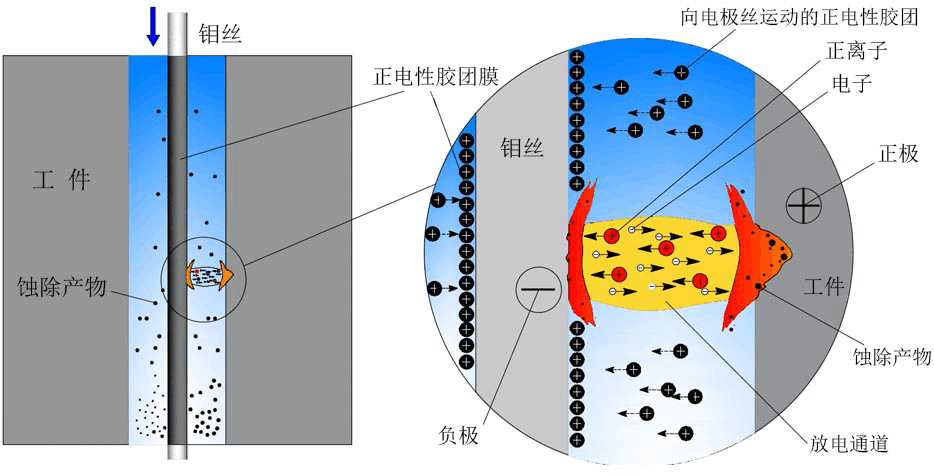 钼丝
正电性胶团膜
工 件
蚀除产物
向电极丝运动的正电性胶团
正离子
电子
钼丝
正极
工件
蚀除产物
负极
放电通道